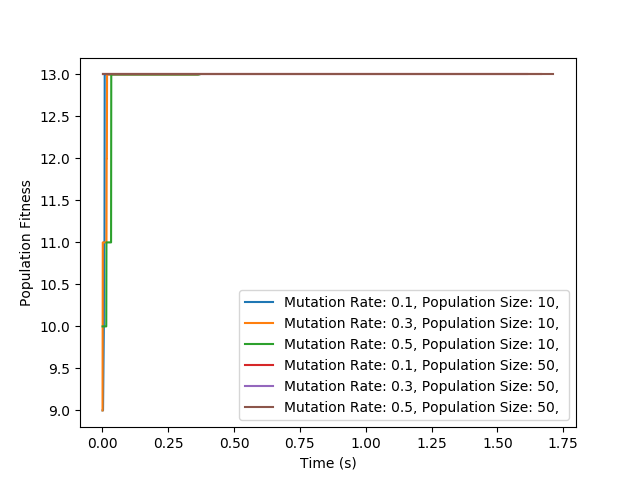 13.0
12.5
12.0
11.5
11.0
10.5
10.0
9.5
9.0
Population Fitness
Mutation Rate: 0.1, Population Size: 10,
Mutation Rate: 0.3, Population Size: 10,
Mutation Rate: 0.5, Population Size: 10,
Mutation Rate: 0.1, Population Size: 50,
Mutation Rate: 0.3, Population Size: 50,
Mutation Rate: 0.5, Population Size: 50,
0.00 0.25 0.50 0.75 1.00 1.25 1.50 1.75
Time (s)